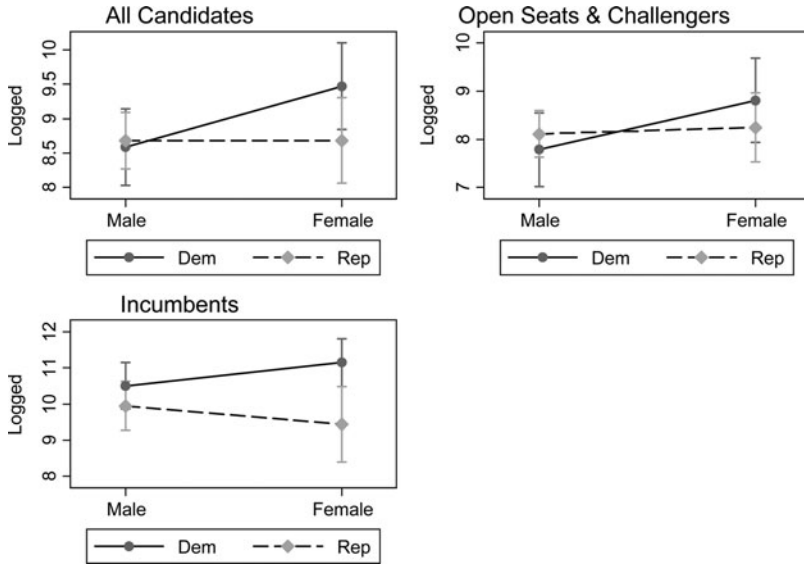 All Candidates
Logged
10
9.5
9
8.5
8
Male Female
Dem Rep
Open Seats & Challengers
Logged
10
9
8
7
Male Female
Dem Rep
Incumbents
Logged
12
11
10
9
8
Male Female
Dem Rep